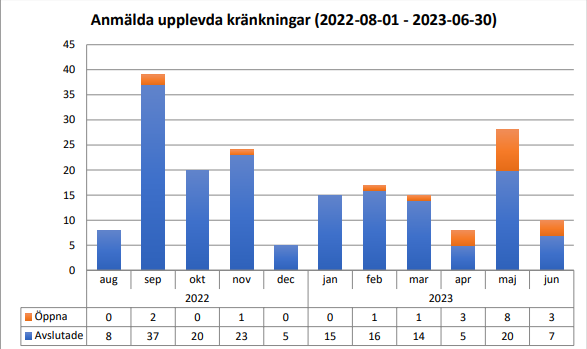 Anmälda upplevda kränkningar (2022-08-01 - 2023-06-30)
45
40
35
30
25
20
15
10
5
0
aug sep okt nov dec jan feb mar apr maj jun
2022 2023
Öppna 0 2 0 1 0 0 1 1 3 8 3
Avslutade 8 37 20 23 5 15 16 14 5 20 7